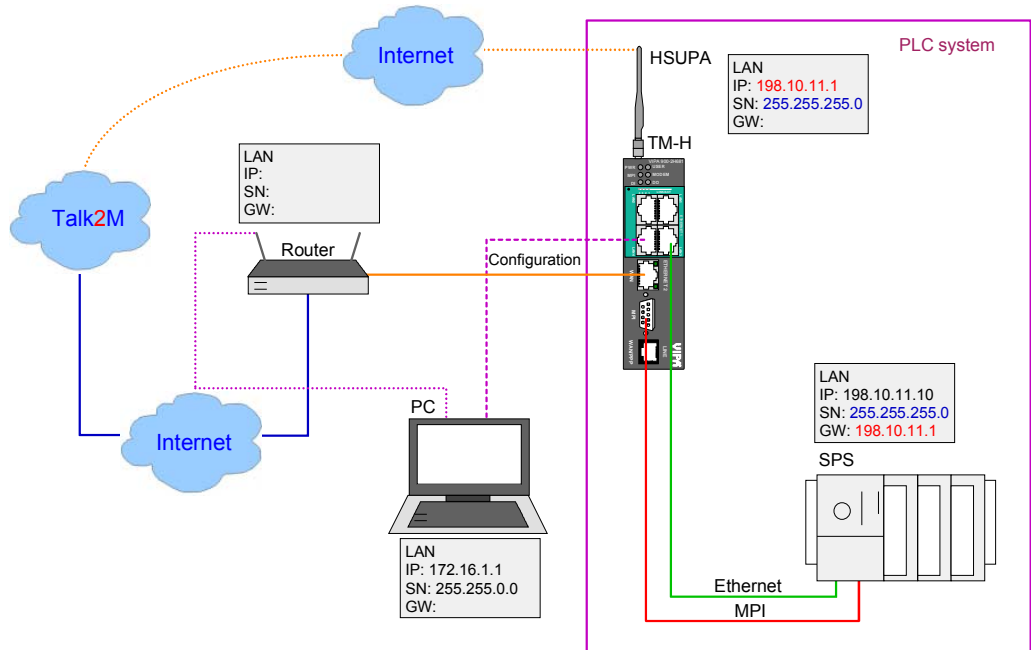 PLC system
Internet
HSUPA
LAN
IP: 198.10.11.1
SN: 255.255.255.0
GW:
TM-H
LAN
IP:
SN:
GW:
Talk2M
Router
Configuration
VIPA
PC
Internet
LAN
IP: 198.10.11.10
SN: 255.255.255.0
GW: 198.10.11.1
SPS
LAN
IP: 172.16.1.1
SN: 255.255.0.0
GW:
Ethernet
MPI